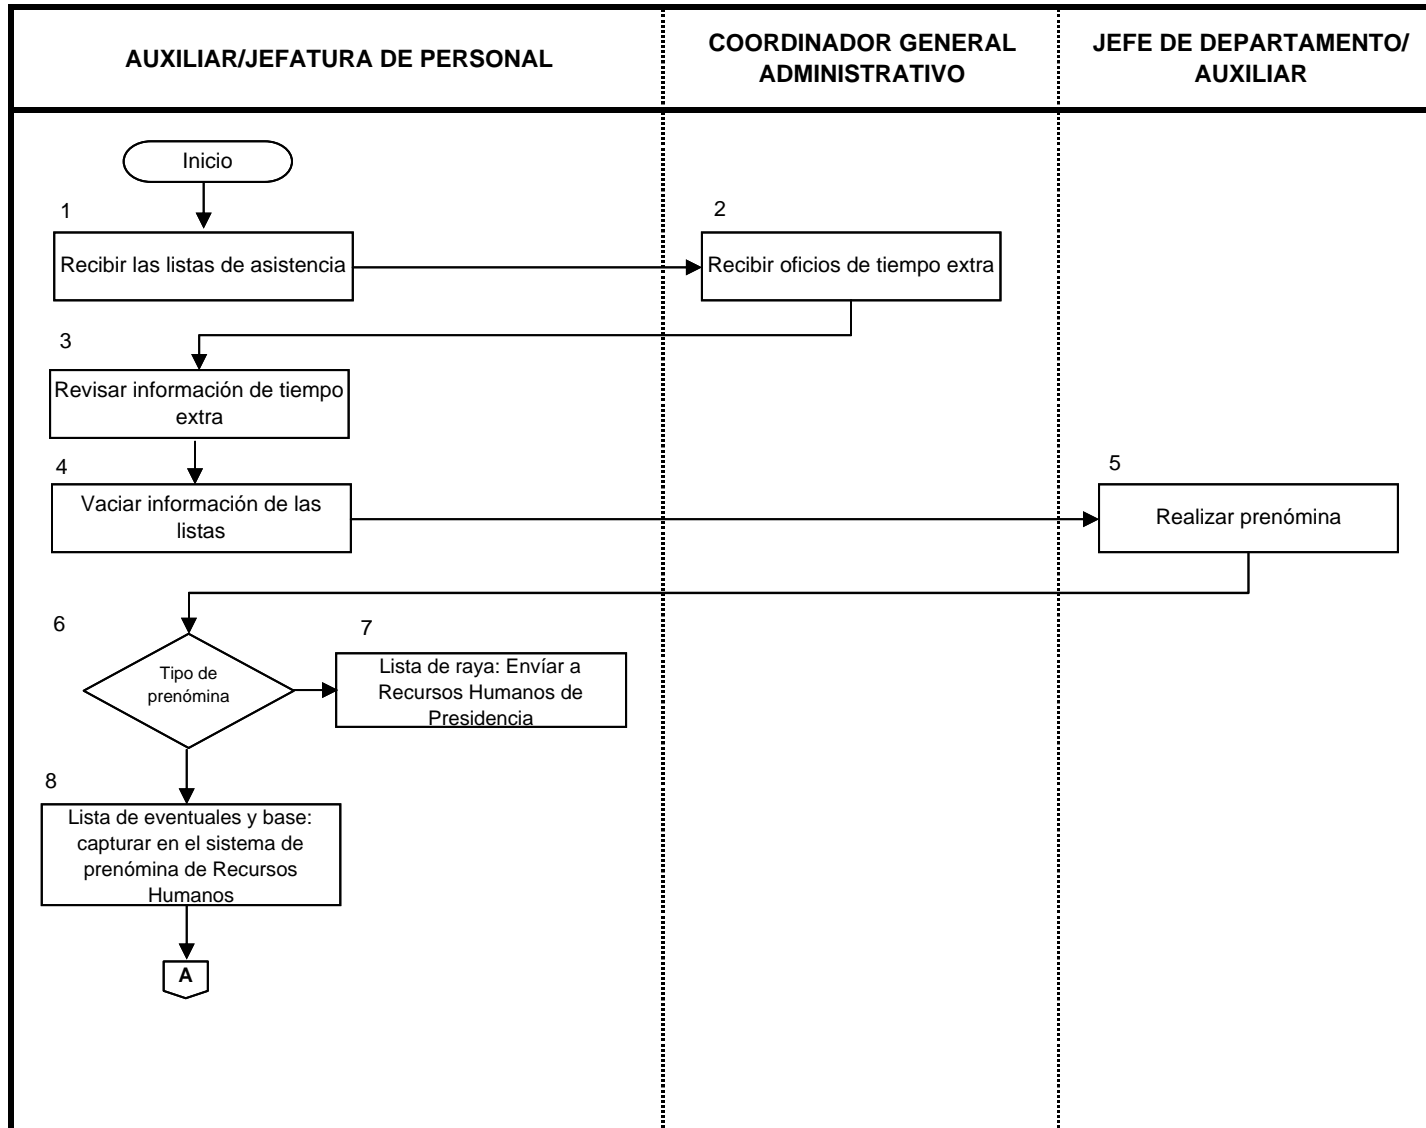 AUXILIAR/JEFATURA DE PERSONAL
COORDINADOR GENERAL
ADMINISTRATIVO
JEFE DE DEPARTAMENTO/
AUXILIAR
Inicio
1
Recibir las listas de asistencia
2
Recibir oficios de tiempo extra
3
Revisar información de tiempo
extra
4
Vaciar información de las
listas
5
Realizar prenómina
6
Tipo de
prenómina
7
Lista de raya: Envíar a
Recursos Humanos de
Presidencia
8
Lista de eventuales y base:
capturar en el sistema de
prenómina de Recursos
Humanos
A